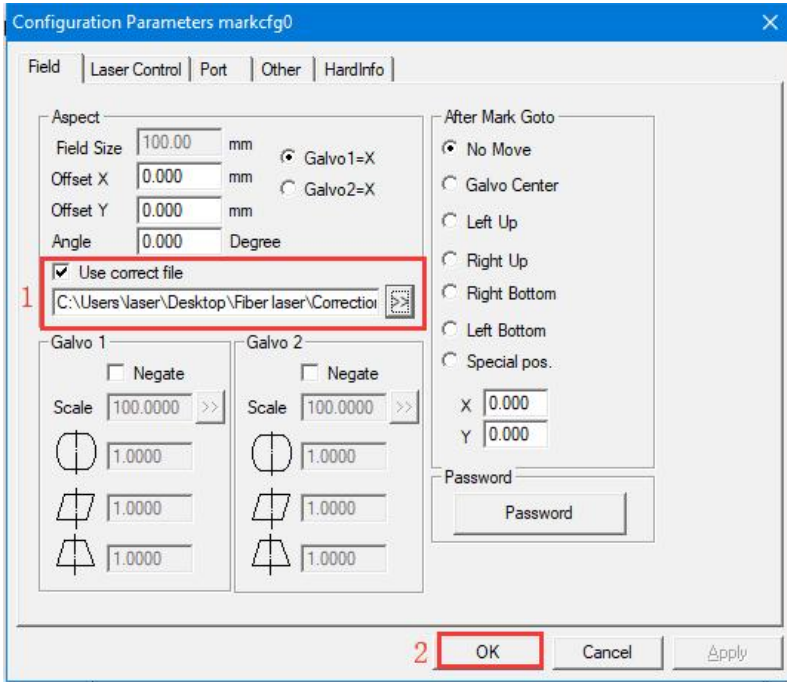 Configuration Parameters markcfg0
Field Laser Control Port Other HardInfo
Aspect
Field Size 100.00 mm
Offset X 0.000 mm
Offset Y 0.000 mm
Angle 0.000 Degree
Galvo1=X
Galvo2=X
1
Use correct file
C:\Users\laser\Desktop\Fiber laser\Correction >>
Galvo 1
Negate
Scale 100.0000 >>
1.0000
1.0000
1.0000
Galvo 2
Negate
Scale 100.0000 >>
1.0000
1.0000
1.0000
After Mark Goto
No Move
Galvo Center
Left Up
Right Up
Right Bottom
Left Bottom
Special pos.
X 0.000
Y 0.000
Password
Password
2 OK Cancel Apply